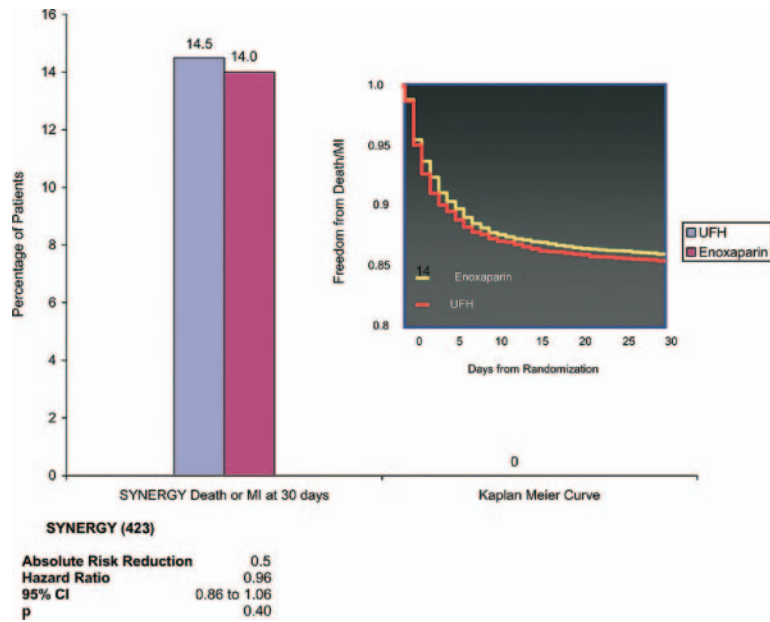 16
14
12
10
8
6
4
2
0
Percentage of Patients
14.5
14.0
0
SYNERGY Death or MI at 30 days
Kaplan Meier Curve
1.0
0.95
0.9
0.85
0.8
Freedom from Death/MI
14
Enoxaparin
UFH
0 5 10 15 20 25 30
Days from Randomization
UFH
Enoxaparin
SYNERGY (423)
Absolute Risk Reduction 0.5
Hazard Ratio 0.96
95% CI 0.86 to 1.06
p 0.40